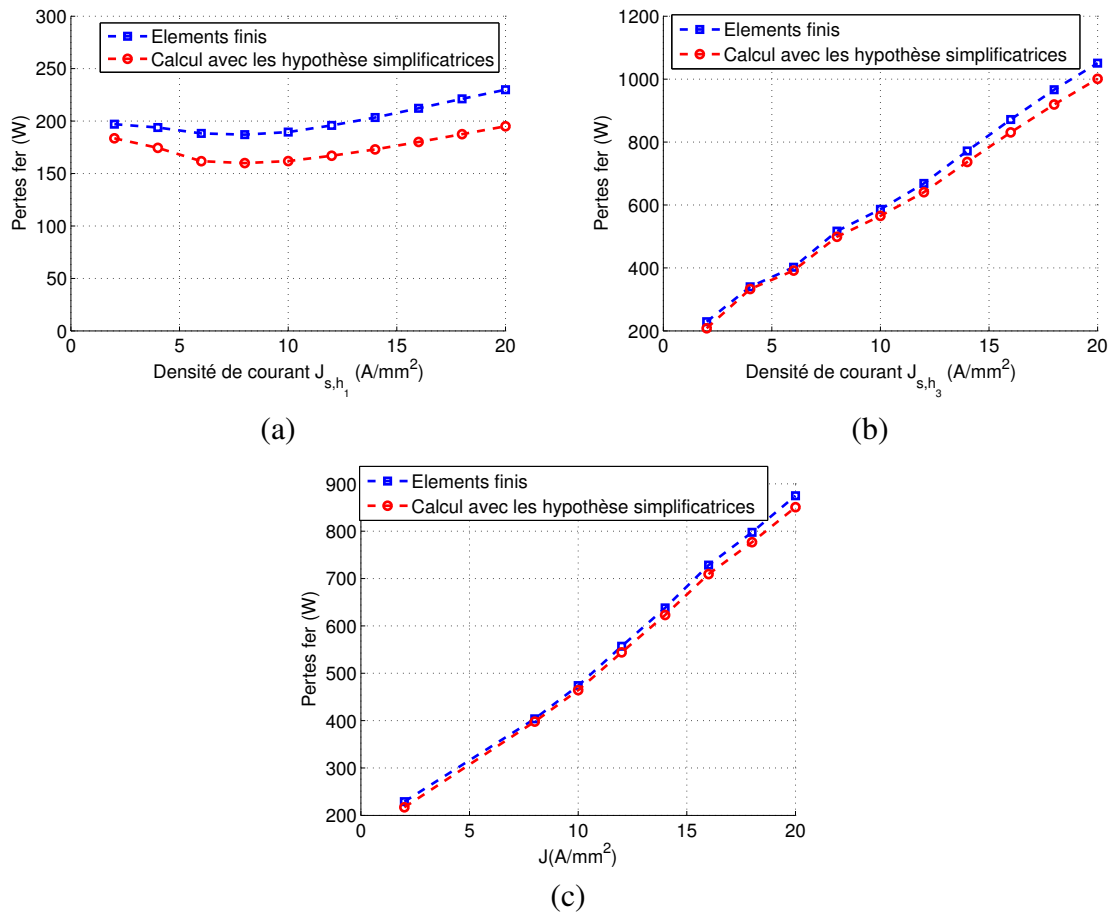 Elements finis
Calcul avec les hypothèse simplificatrices
300
250
200
150
100
50
0
Pertes fer (W)
0 5 10 15 20
Densité de courant J_{s,h_1} (A/mm²)
(a)
Elements finis
Calcul avec les hypothèse simplificatrices
1200
1000
800
600
400
200
Pertes fer (W)
0 5 10 15 20
Densité de courant J_{s,h_3} (A/mm²)
(b)
Elements finis
Calcul avec les hypothèse simplificatrices
900
800
700
600
500
400
300
200
Pertes fer (W)
0 5 10 15 20
J(A/mm²)
(c)